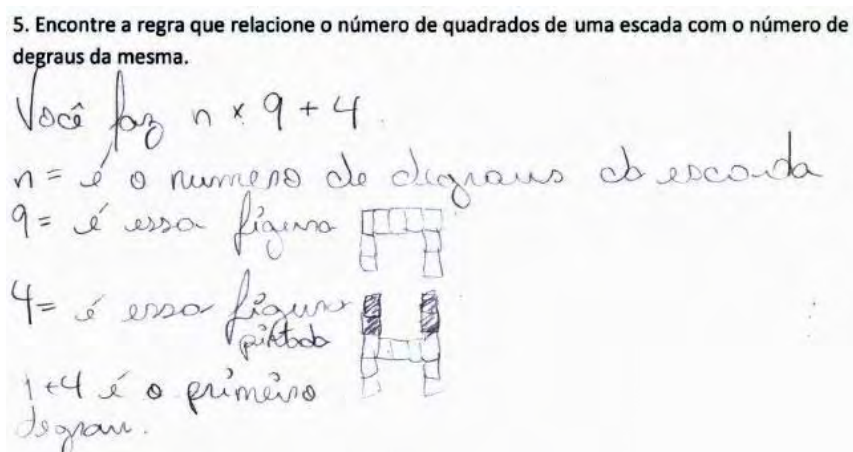 5. Encontre a regra que relacione o número de quadrados de uma escada com o número de
degraus da mesma.
Você faz n x 9 + 4.
n = é o numero de degraus da escada
9 = é essa figura
4 = é essa figura
pintada
1+4 é o primeiro
degrau.